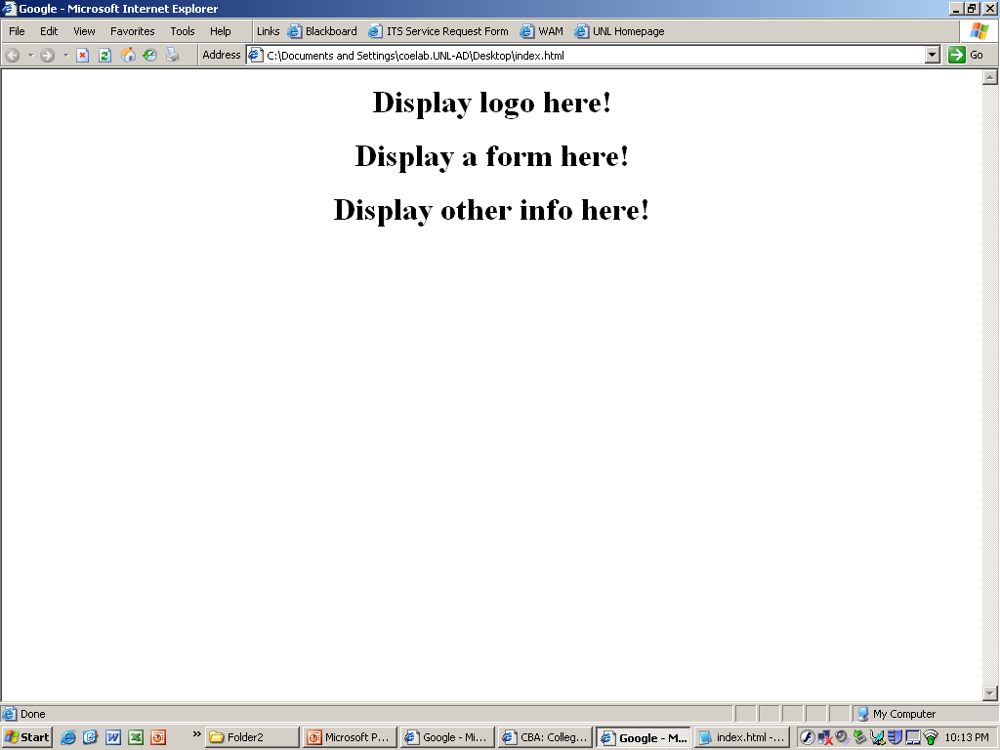 Google - Microsoft Internet Explorer
File Edit View Favorites Tools Help Links Blackboard ITS Service Request Form WAM UNL Homepage
Address C:\Documents and Settings\coelab.UNL-AD\Desktop\index.html Go
Display logo here!
Display a form here!
Display other info here!
Done My Computer
Start » Folder2 Microsoft P... Google - Mi... CBA: Colleg... Google - M... index.html -... 10:13 PM